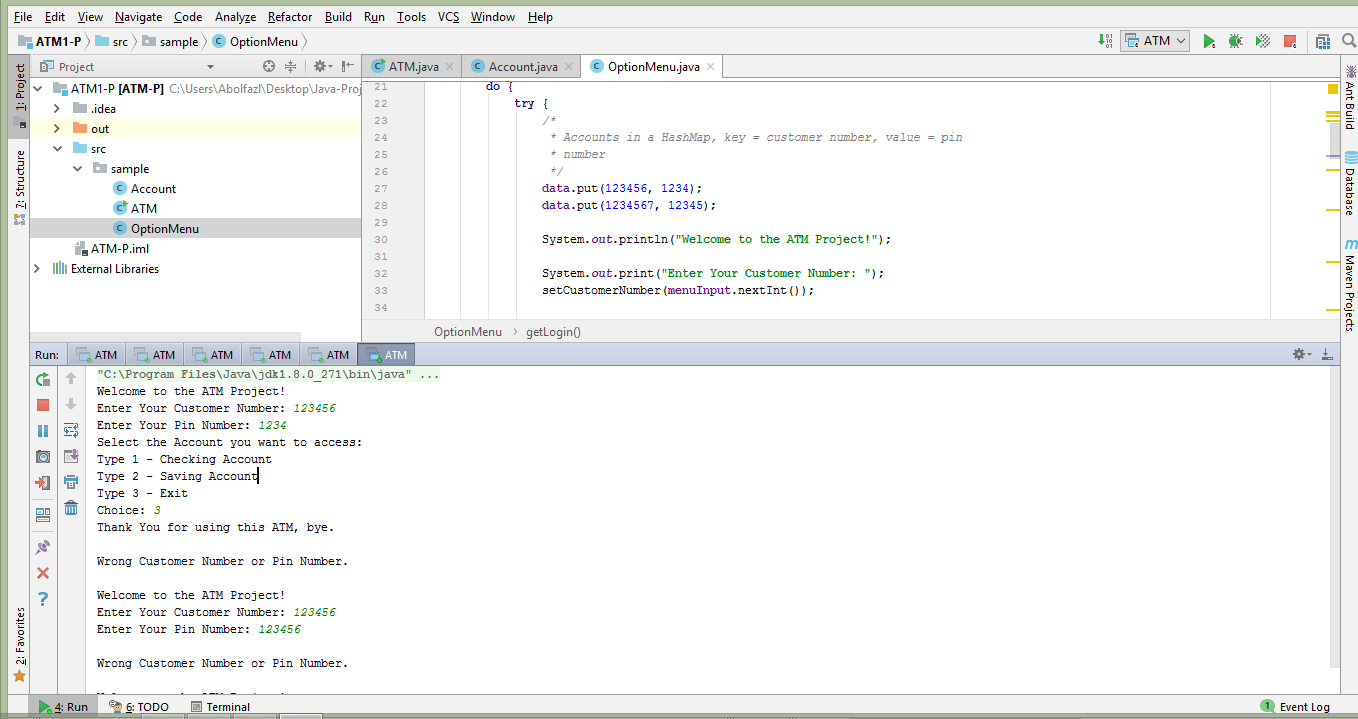 File Edit View Navigate Code Analyze Refactor Build Run Tools VCS Window Help
ATM1-P src sample OptionMenu ATM
1: Project
7: Structure
2: Favorites
Project
ATM1-P [ATM-P] C:\Users\Abolfazl\Desktop\Java-Proj
.idea
out
src
sample
Account
ATM
OptionMenu
ATM-P.iml
External Libraries
ATM.java Account.java OptionMenu.java
21 do {
22 try {
23 /*
24 * Accounts in a HashMap, key = customer number, value = pin
25 * number
26 */
27 data.put(123456, 1234);
28 data.put(1234567, 12345);
29
30 System.out.println("Welcome to the ATM Project!");
31
32 System.out.print("Enter Your Customer Number: ");
33 setCustomerNumber(menuInput.nextInt());
34
OptionMenu getLogin()
Ant Build
Database
m Maven Projects
Run: ATM ATM ATM ATM ATM ATM
"C:\Program Files\Java\jdk1.8.0_271\bin\java" ...
Welcome to the ATM Project!
Enter Your Customer Number: 123456
Enter Your Pin Number: 1234
Select the Account you want to access:
Type 1 - Checking Account
Type 2 - Saving Account
Type 3 - Exit
Choice: 3
Thank You for using this ATM, bye.
Wrong Customer Number or Pin Number.
Welcome to the ATM Project!
Enter Your Customer Number: 123456
Enter Your Pin Number: 123456
Wrong Customer Number or Pin Number.
4: Run 6: TODO Terminal 1 Event Log